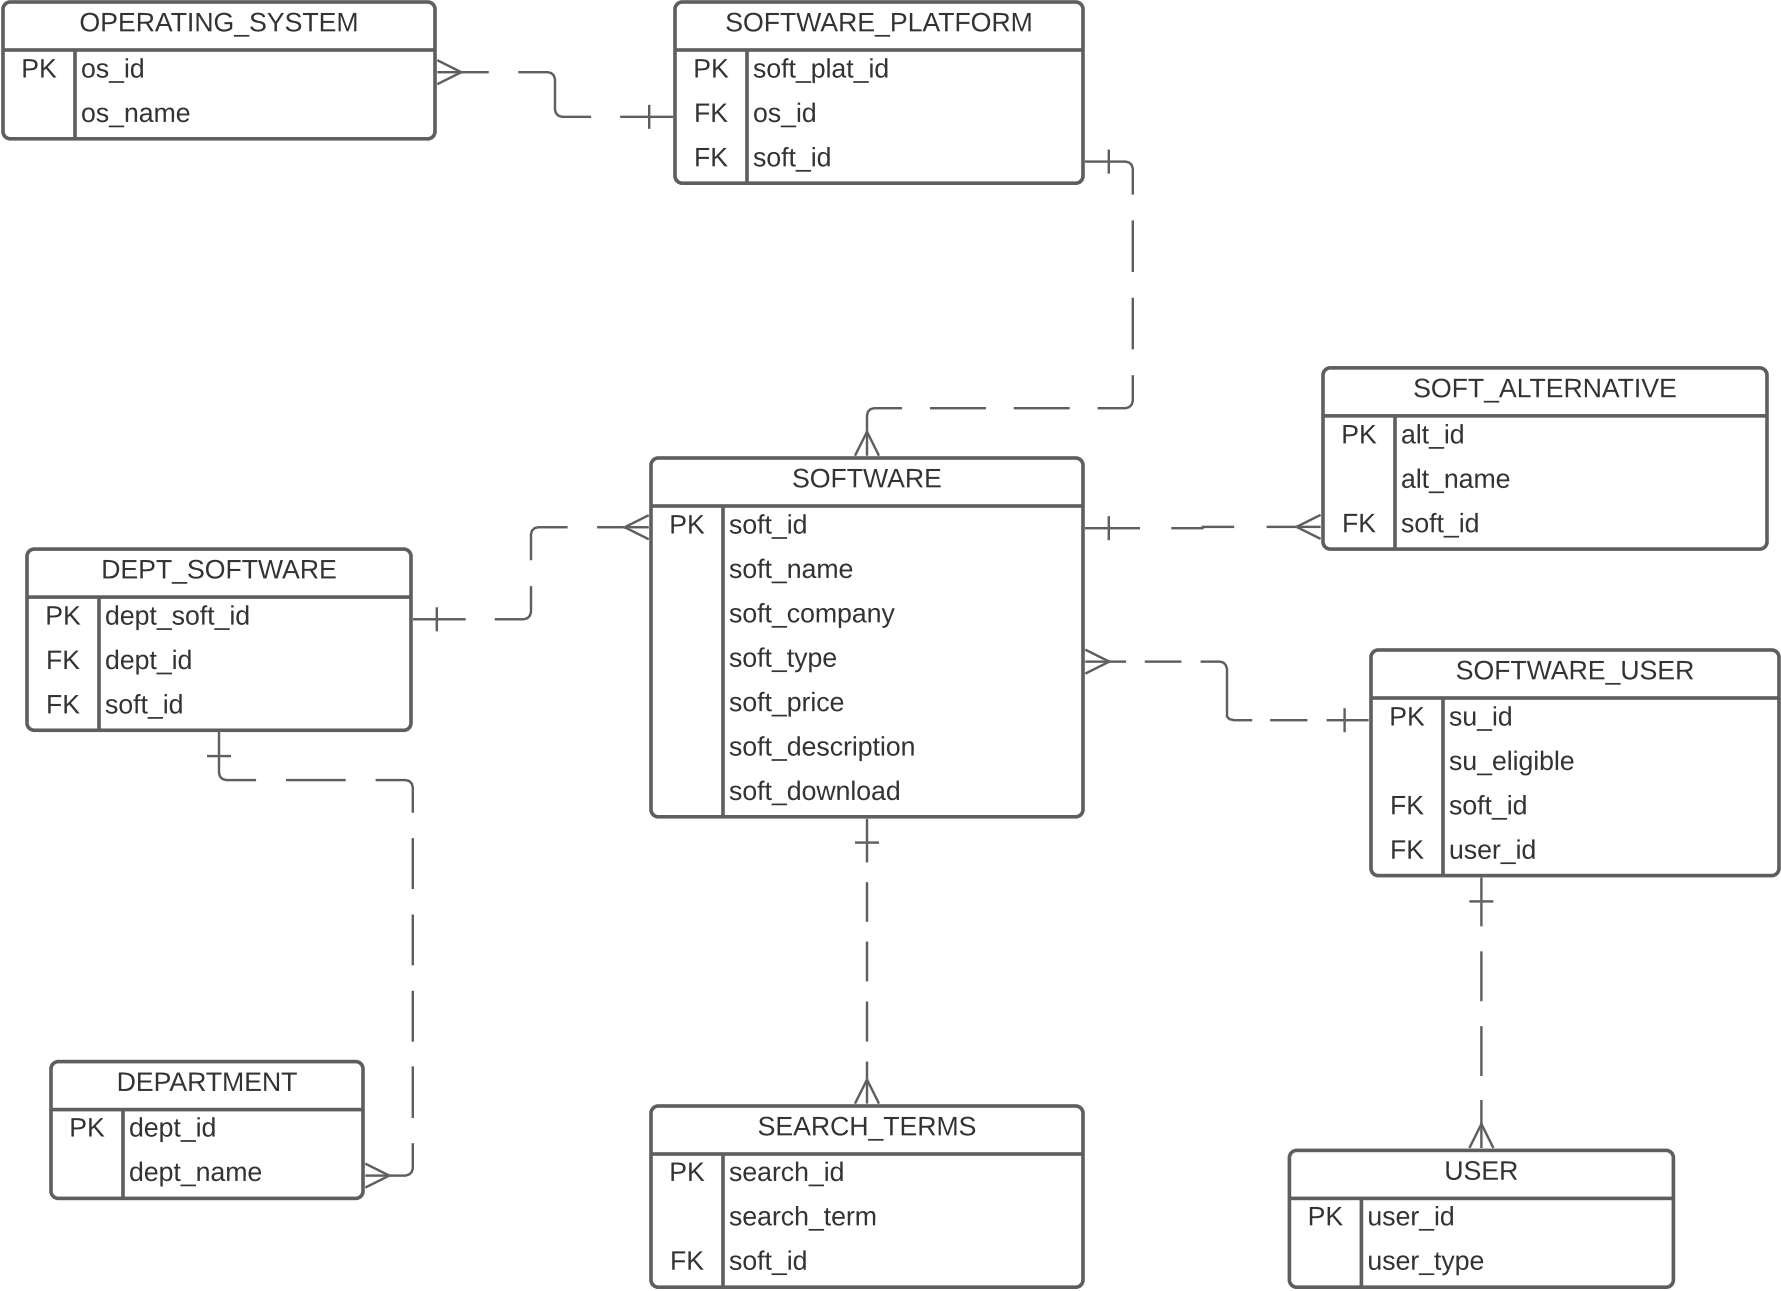 OPERATING_SYSTEM
PK os_id
os_name
SOFTWARE_PLATFORM
PK soft_plat_id
FK os_id
FK soft_id
SOFT_ALTERNATIVE
PK alt_id
alt_name
FK soft_id
SOFTWARE
PK soft_id
soft_name
soft_company
soft_type
soft_price
soft_description
soft_download
DEPT_SOFTWARE
PK dept_soft_id
FK dept_id
FK soft_id
SOFTWARE_USER
PK su_id
su_eligible
FK soft_id
FK user_id
DEPARTMENT
PK dept_id
dept_name
SEARCH_TERMS
PK search_id
search_term
FK soft_id
USER
PK user_id
user_type